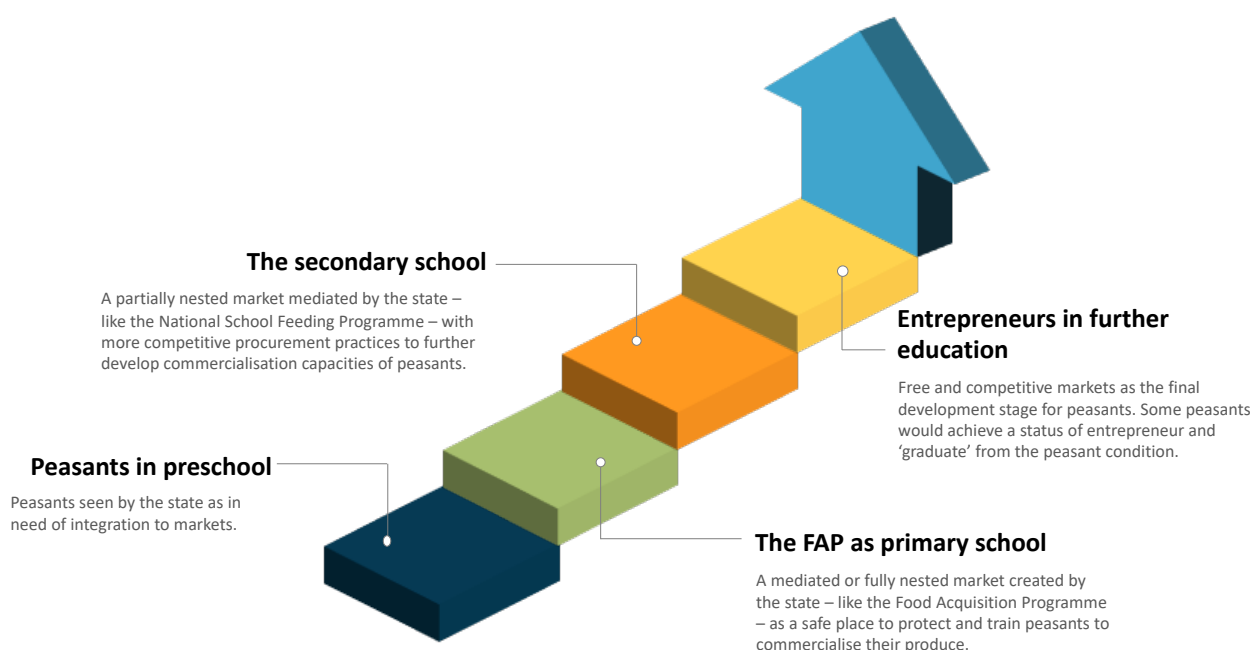 The secondary school
A partially nested market mediated by the state –
like the National School Feeding Programme – with
more competitive procurement practices to further
develop commercialisation capacities of peasants.
Entrepreneurs in further
education
Free and competitive markets as the final
development stage for peasants. Some peasants
would achieve a status of entrepreneur and
‘graduate’ from the peasant condition.
Peasants in preschool
Peasants seen by the state as in
need of integration to markets.
The FAP as primary school
A mediated or fully nested market created by
the state – like the Food Acquisition Programme
– as a safe place to protect and train peasants to
commercialise their produce.